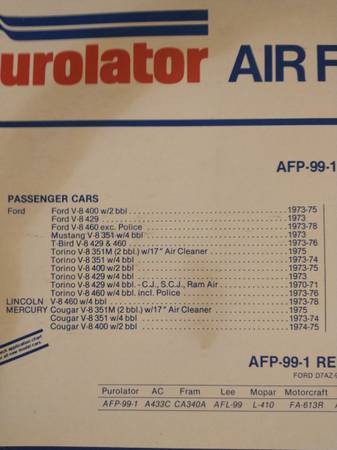 Purolator AIR F
AFP-99-1
PASSENGER CARS
Ford Ford V-8 400 w/2 bbl 1973-75
Ford V-8 429 1973
Ford V-8 460 exc. Police 1973-78
Mustang V-8 351 w/4 bbl 1973
T-Bird V-8 429 & 460 1973-76
Torino V-8 351M (2 bbl.) w/17" Air Cleaner 1975
Torino V-8 351 w/4 bbl 1973-74
Torino V-8 400 w/2 bbl 1973-75
Torino V-8 429 w/4 bbl 1973
Torino V-8 429 w/4 bbl. - C.J., S.C.J., Ram Air 1970-71
Torino V-8 460 w/4 bbl. incl. Police 1973-76
LINCOLN V-8 460 w/4 bbl 1973-78
MERCURY Cougar V-8 351M (2 bbl.) w/17" Air Cleaner 1975
Cougar V-8 351 w/4 bbl 1973-74
Cougar V-8 400 w/2 bbl 1974-75
application chart
new model cars.
AFP-99-1 RE
FORD D7AZ-9
Purolator AC Fram Lee Mopar Motorcraft
AFP-99-1 A433C CA340A AFL-99 L-410 FA-613R A